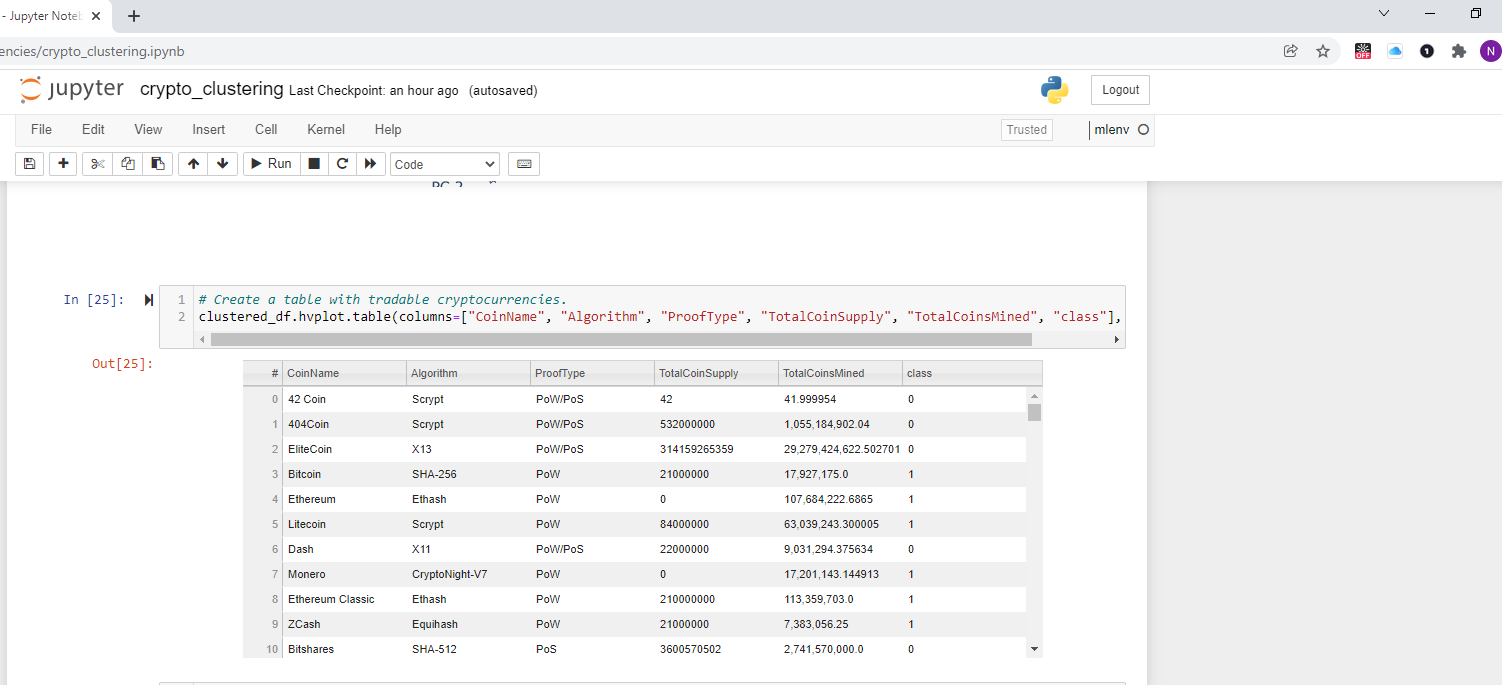 - Jupyter Noteb
encies/crypto_clustering.ipynb
OFF
1
N
jupyter crypto_clustering Last Checkpoint: an hour ago (autosaved)
Logout
File Edit View Insert Cell Kernel Help
Trusted
mlenv
Run
Code
PC 2
In [25]:
1 # Create a table with tradable cryptocurrencies.
2 clustered_df.hvplot.table(columns=["CoinName", "Algorithm", "ProofType", "TotalCoinSupply", "TotalCoinsMined", "class"],
Out[25]:
# CoinName Algorithm ProofType TotalCoinSupply TotalCoinsMined class
0 42 Coin Scrypt PoW/PoS 42 41.999954 0
1 404Coin Scrypt PoW/PoS 532000000 1,055,184,902.04 0
2 EliteCoin X13 PoW/PoS 314159265359 29,279,424,622.502701 0
3 Bitcoin SHA-256 PoW 21000000 17,927,175.0 1
4 Ethereum Ethash PoW 0 107,684,222.6865 1
5 Litecoin Scrypt PoW 84000000 63,039,243.300005 1
6 Dash X11 PoW/PoS 22000000 9,031,294.375634 0
7 Monero CryptoNight-V7 PoW 0 17,201,143.144913 1
8 Ethereum Classic Ethash PoW 210000000 113,359,703.0 1
9 ZCash Equihash PoW 21000000 7,383,056.25 1
10 Bitshares SHA-512 PoS 3600570502 2,741,570,000.0 0